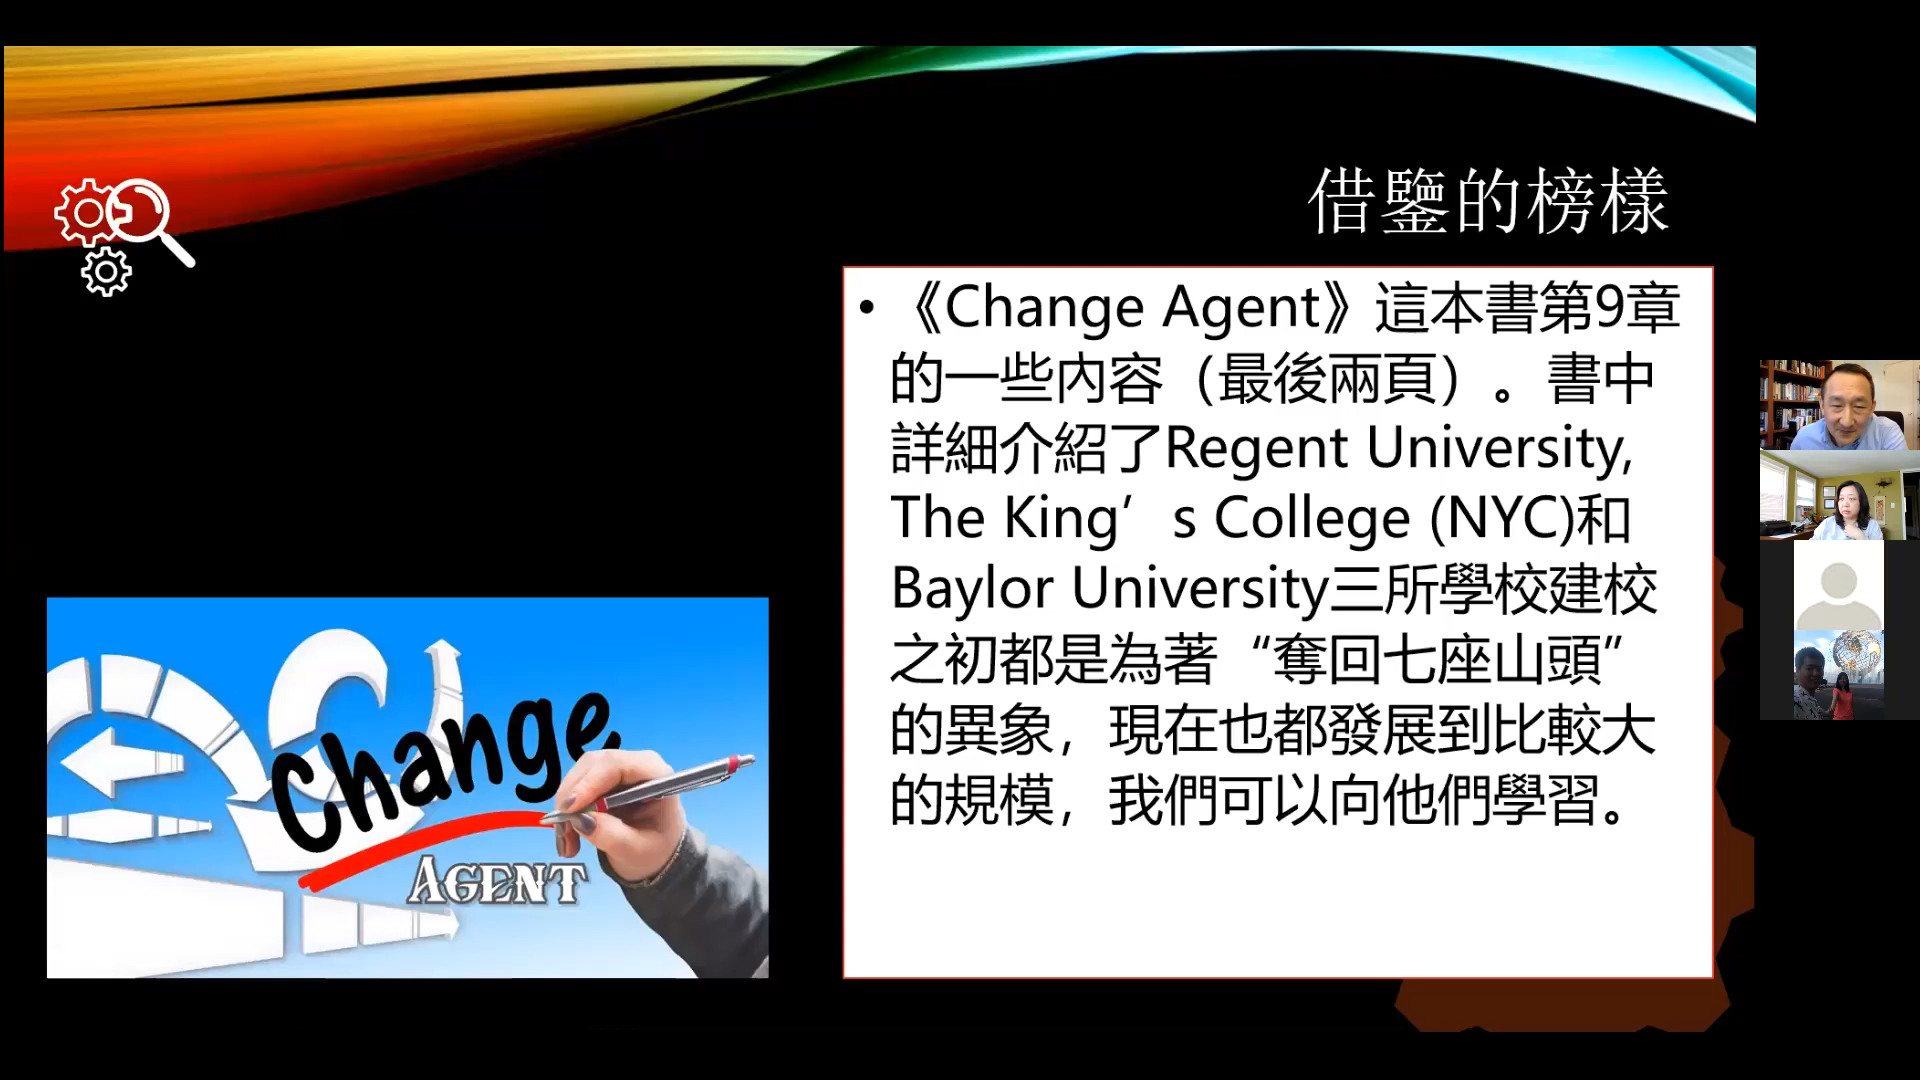 借鑒的榜樣
• 《Change Agent》這本書第9章
的一些內容（最後兩頁）。書中
詳細介紹了Regent University,
The King’s College (NYC)和
Baylor University三所學校建校
之初都是為著“奪回七座山頭”
的異象，現在也都發展到比較大
的規模，我們可以向他們學習。
Change
AGENT